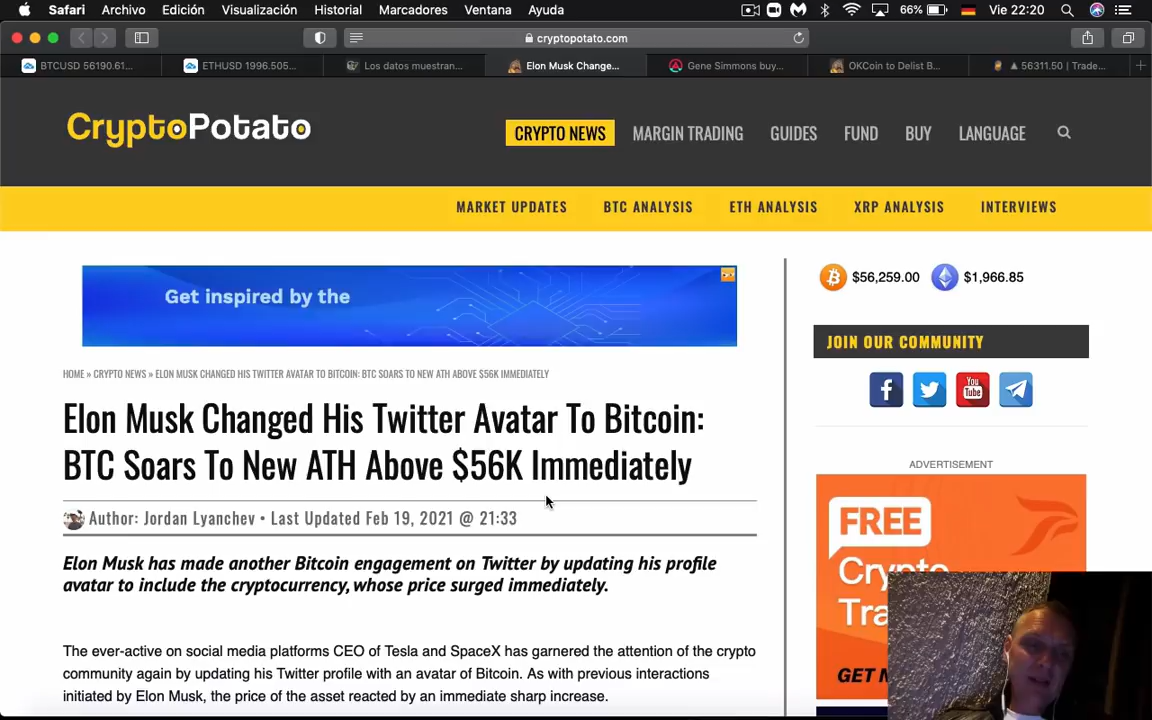 Safari Archivo Edición Visualización Historial Marcadores Ventana Ayuda 66% Vie 22:20
cryptopotato.com
BTCUSD 56190.61... ETHUSD 1996.505... Los datos muestran... Elon Musk Change... Gene Simmons buy... OKCoin to Delist B... ▲ 56311.50 | Trade...
CryptoPotato
CRYPTO NEWS MARGIN TRADING GUIDES FUND BUY LANGUAGE
MARKET UPDATES BTC ANALYSIS ETH ANALYSIS XRP ANALYSIS INTERVIEWS
Get inspired by the
$56,259.00 $1,966.85
JOIN OUR COMMUNITY
You Tube
HOME » CRYPTO NEWS » ELON MUSK CHANGED HIS TWITTER AVATAR TO BITCOIN: BTC SOARS TO NEW ATH ABOVE $56K IMMEDIATELY
Elon Musk Changed His Twitter Avatar To Bitcoin:
BTC Soars To New ATH Above $56K Immediately
Author: Jordan Lyanchev • Last Updated Feb 19, 2021 @ 21:33
Elon Musk has made another Bitcoin engagement on Twitter by updating his profile
avatar to include the cryptocurrency, whose price surged immediately.
The ever-active on social media platforms CEO of Tesla and SpaceX has garnered the attention of the crypto
community again by updating his Twitter profile with an avatar of Bitcoin. As with previous interactions
initiated by Elon Musk, the price of the asset reacted by an immediate sharp increase.
ADVERTISEMENT
FREE
Crypto
Tra
GET M